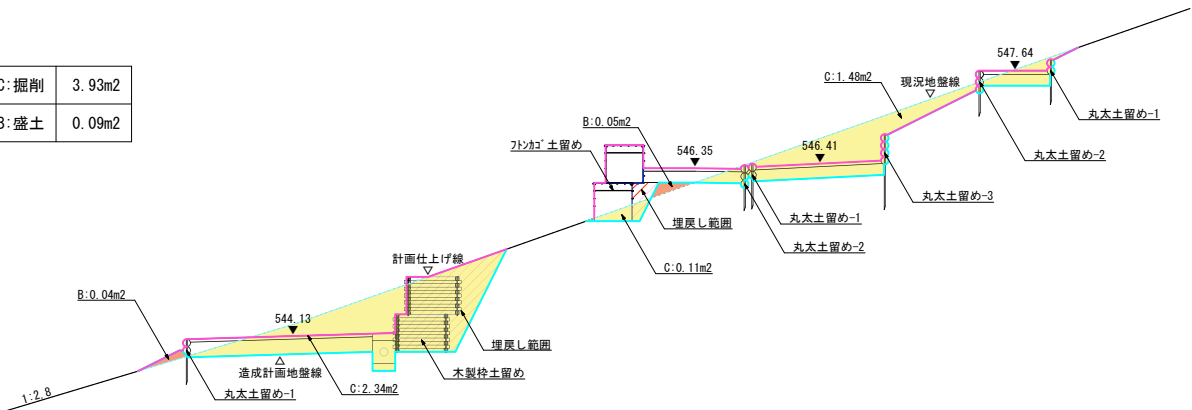 C:掘削 3.93m2
B:盛土 0.09m2
547.64
現況地盤線
C:1.48m2
丸太土留め-1
B:0.05m2
ﾌﾄﾝｶｺﾞ土留め
546.35
546.41
丸太土留め-2
丸太土留め-3
丸太土留め-1
埋戻し範囲
丸太土留め-2
計画仕上げ線
C:0.11m2
B:0.04m2
544.13
埋戻し範囲
造成計画地盤線
木製枠土留め
1:2.8
丸太土留め-1
C:2.34m2